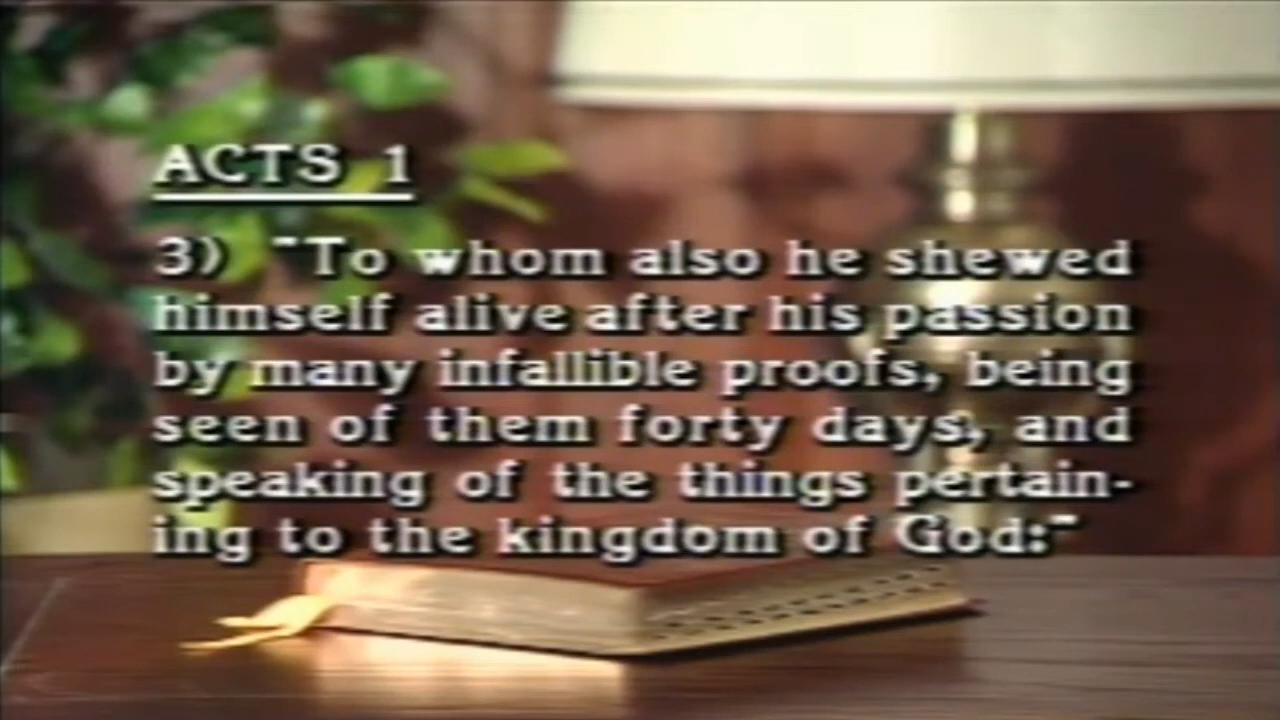 ACTS 1
3) "To whom also he shewed
himself alive after his passion
by many infallible proofs, being
seen of them forty days, and
speaking of the things pertain-
ing to the kingdom of God:"